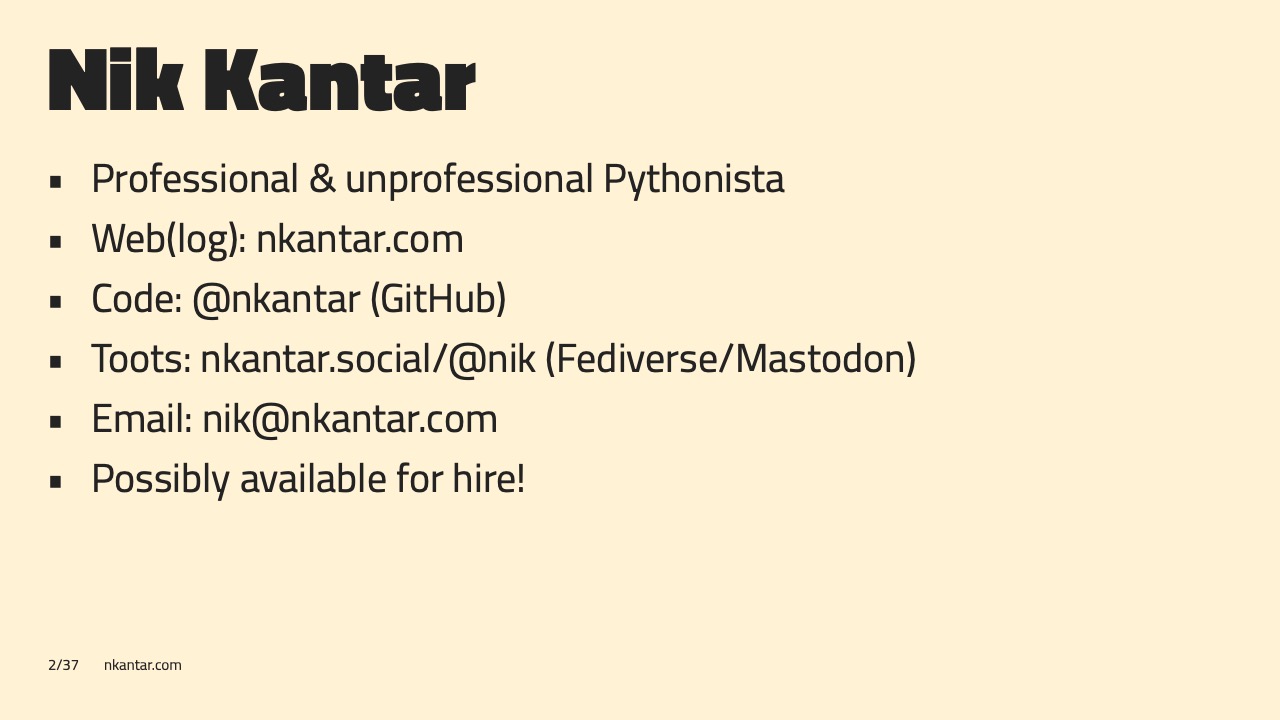 Nik Kantar
▪ Professional & unprofessional Pythonista
▪ Web(log): nkantar.com
▪ Code: @nkantar (GitHub)
▪ Toots: nkantar.social/@nik (Fediverse/Mastodon)
▪ Email: nik@nkantar.com
▪ Possibly available for hire!
2/37 nkantar.com